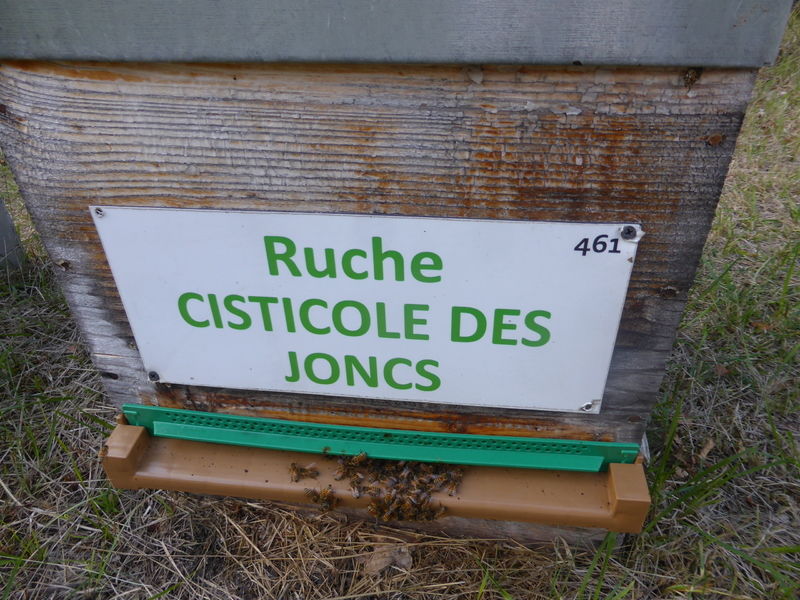 Ruche
461
CISTICOLE DES
JONCS